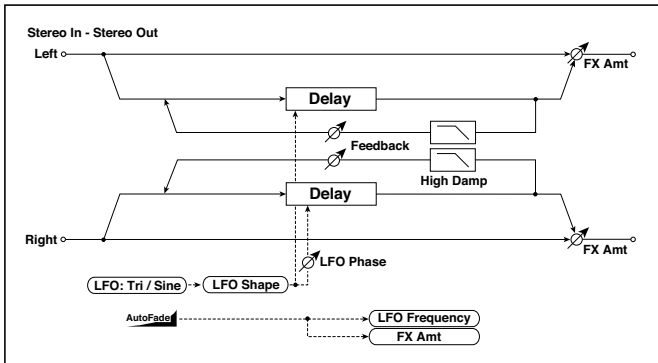 Stereo In - Stereo Out
Left
FX Amt
Delay
Feedback
High Damp
Delay
Right
FX Amt
LFO Phase
LFO: Tri / Sine
LFO Shape
AutoFade
LFO Frequency
FX Amt